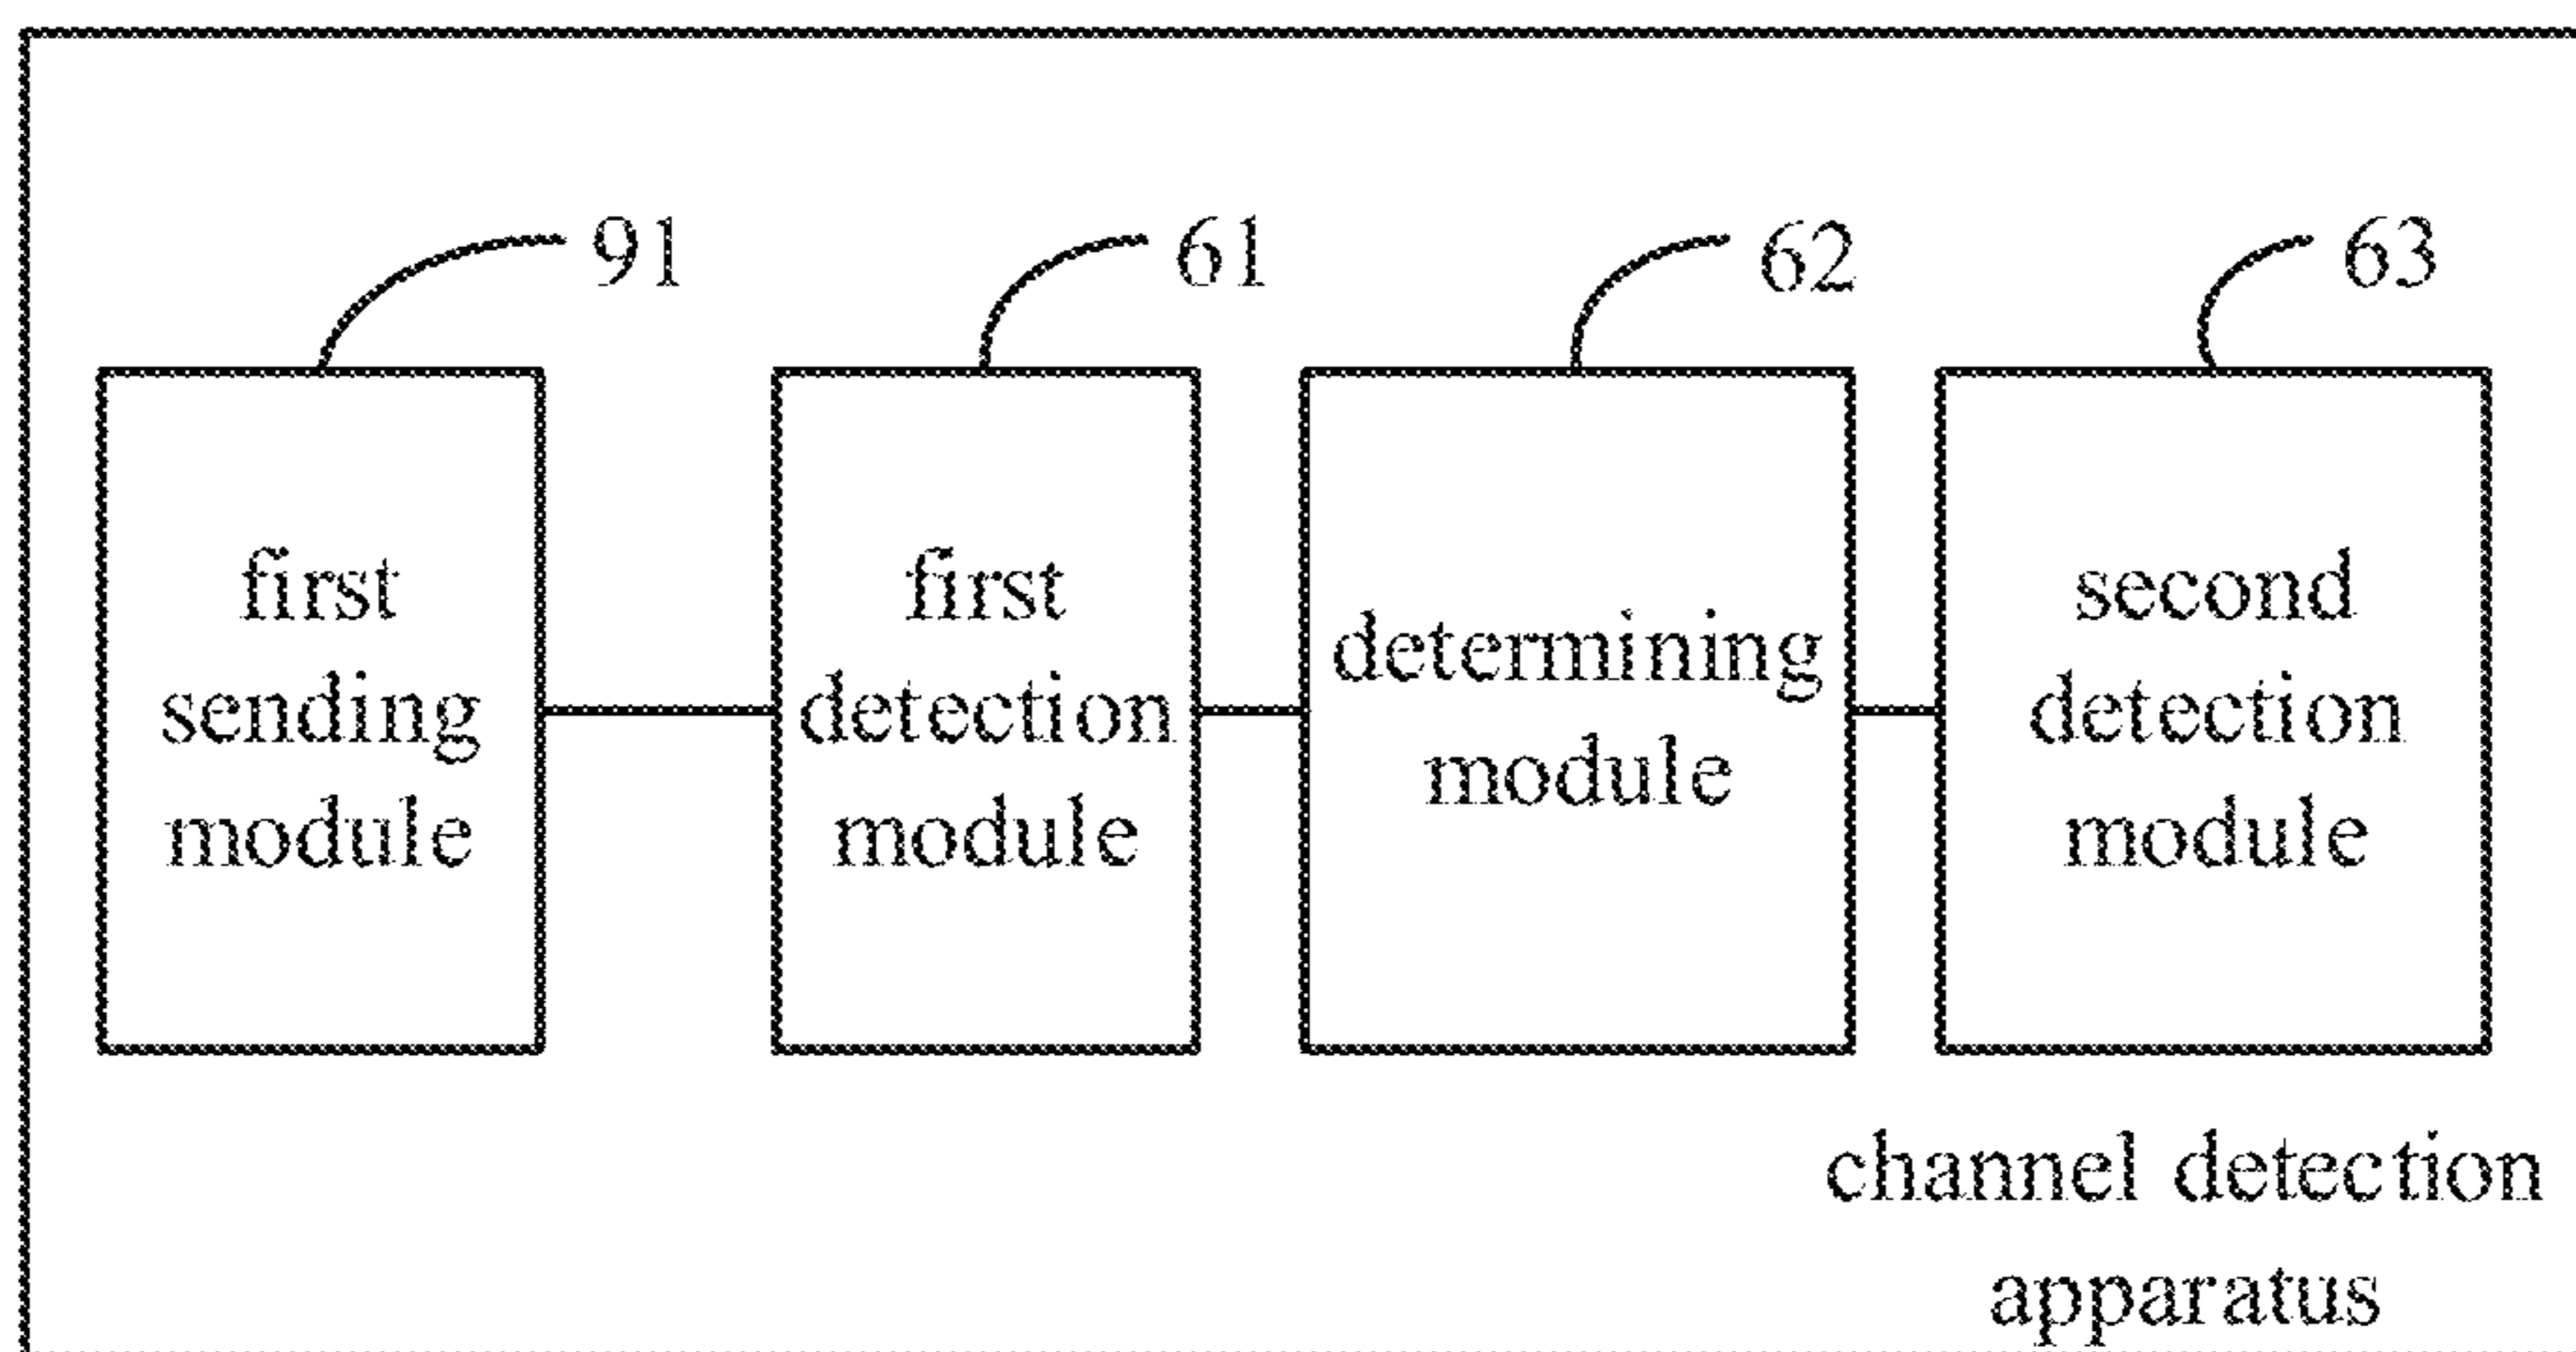 91
61
62
63
first
sending
module
first
detection
module
determining
module
second
detection
module
channel detection
apparatus